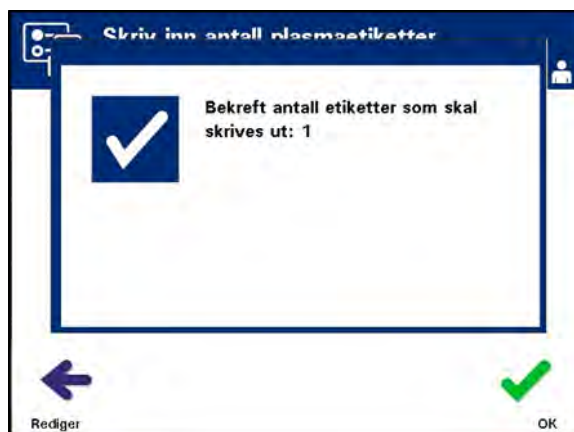 Skriv inn antall plasmaetiketter
Bekreft antall etiketter som skal
skrives ut: 1
Rediger
OK